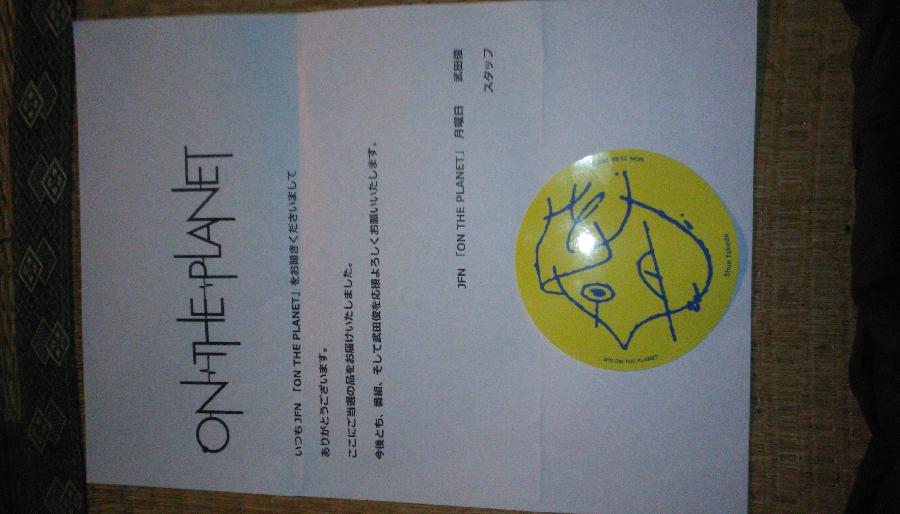 ON THE PLANET
いつもJFN 「ON THE PLANET」をお聞きくださいまして
ありがとうございます。
ここにご当選の品をお届けいたしました。
今後とも、番組、そして武田俊を応援よろしくお願いいたします。
JFN 「ON THE PLANET」 月曜日 武田俊
スタッフ
JFN ON THE PLANET
Shun Takeda